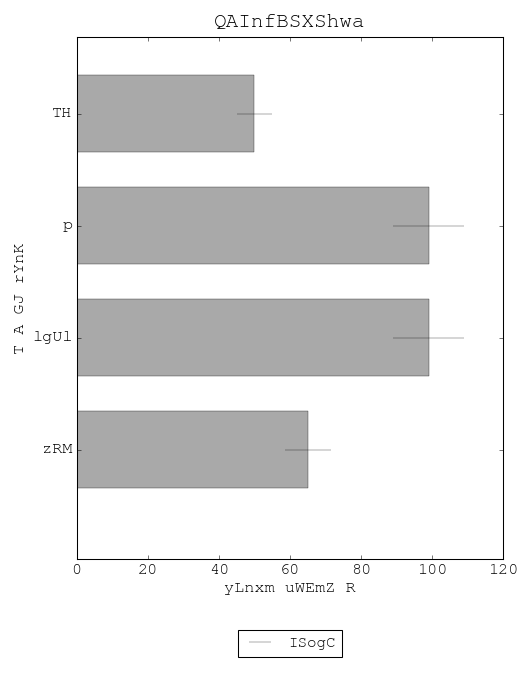 QAInfBSXShwa
TH
p
lgUl
zRM
T A GJ rYnK
0 20 40 60 80 100 120
yLnxm uWEmZ R
ISogC